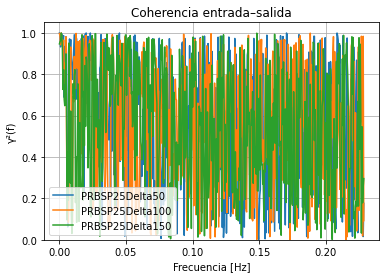 Coherencia entrada–salida
γ²(f)
1.0
0.8
0.6
0.4
0.2
0.0
PRBSP25Delta50
PRBSP25Delta100
PRBSP25Delta150
0.00 0.05 0.10 0.15 0.20
Frecuencia [Hz]